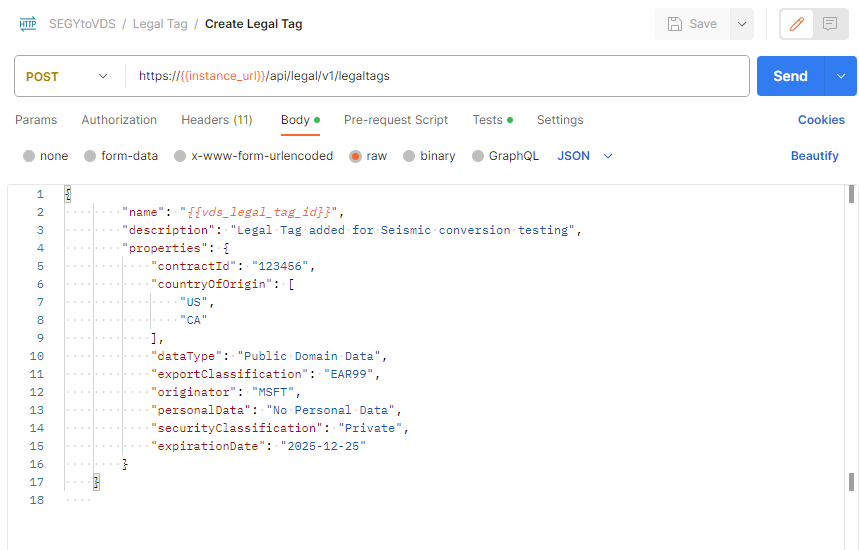 HTTP SEGYtoVDS / Legal Tag / Create Legal Tag Save
POST https://{{instance_url}}/api/legal/v1/legaltags Send
Params Authorization Headers (11) Body Pre-request Script Tests Settings Cookies
none form-data x-www-form-urlencoded raw binary GraphQL JSON Beautify
1 {
2 "name": "{{vds_legal_tag_id}}",
3 "description": "Legal Tag added for Seismic conversion testing",
4 "properties": {
5 "contractId": "123456",
6 "countryOfOrigin": [
7 "US",
8 "CA"
9 ],
10 "dataType": "Public Domain Data",
11 "exportClassification": "EAR99",
12 "originator": "MSFT",
13 "personalData": "No Personal Data",
14 "securityClassification": "Private",
15 "expirationDate": "2025-12-25"
16 }
17 }
18